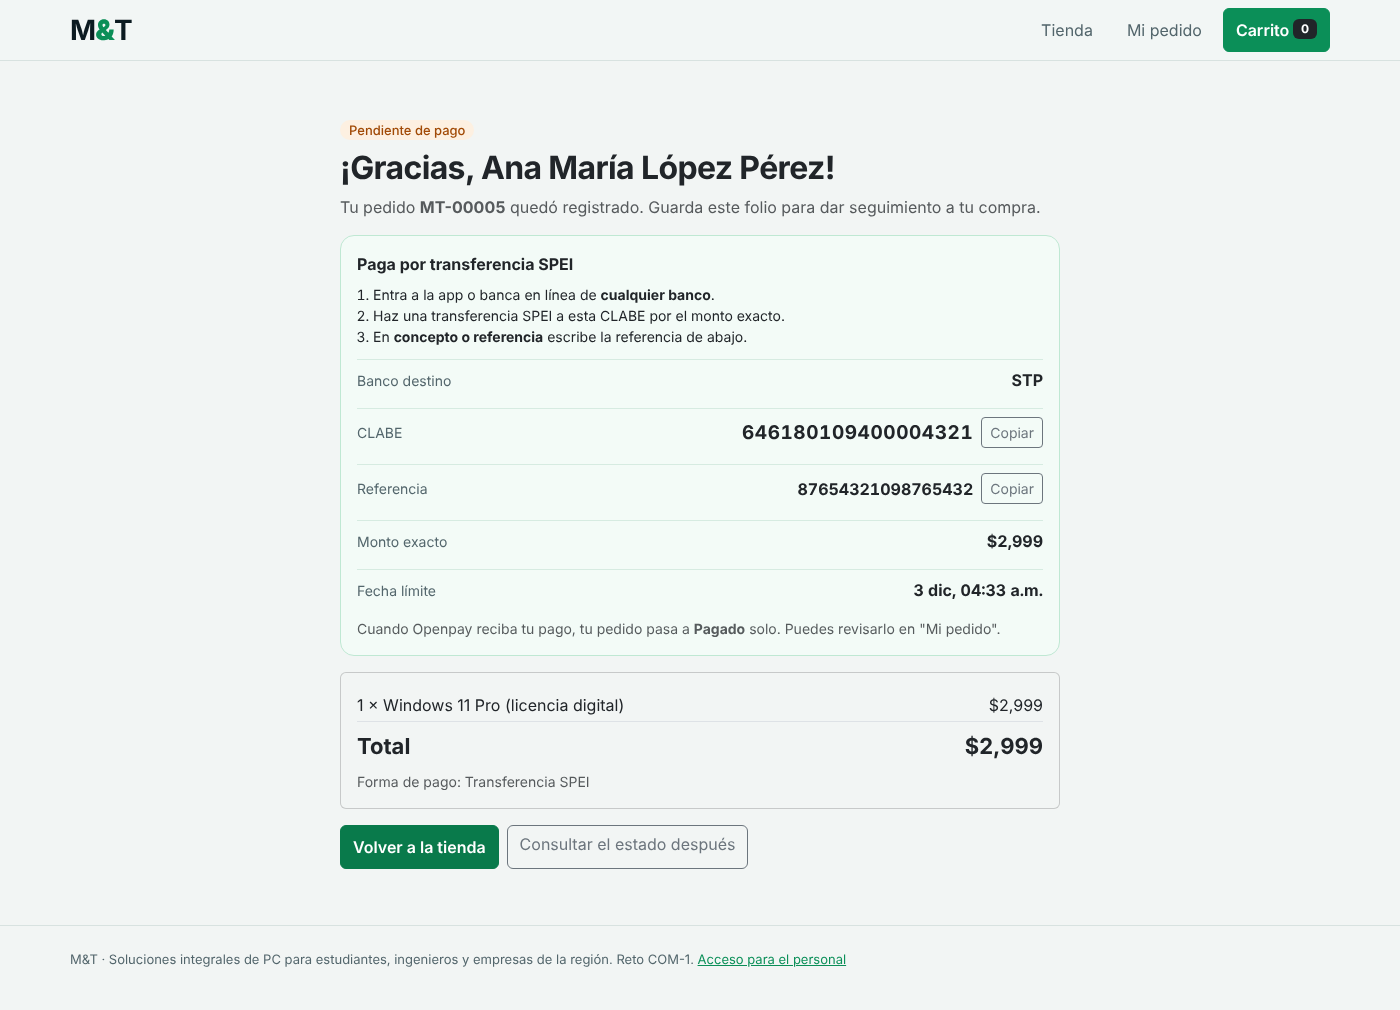 M&T
Tienda
Mi pedido
Carrito 0
Pendiente de pago
¡Gracias, Ana María López Pérez!
Tu pedido MT-00005 quedó registrado. Guarda este folio para dar seguimiento a tu compra.
Paga por transferencia SPEI
1. Entra a la app o banca en línea de cualquier banco.
2. Haz una transferencia SPEI a esta CLABE por el monto exacto.
3. En concepto o referencia escribe la referencia de abajo.
Banco destino STP
CLABE 646180109400004321 Copiar
Referencia 87654321098765432 Copiar
Monto exacto $2,999
Fecha límite 3 dic, 04:33 a.m.
Cuando Openpay reciba tu pago, tu pedido pasa a Pagado solo. Puedes revisarlo en "Mi pedido".
1 × Windows 11 Pro (licencia digital) $2,999
Total $2,999
Forma de pago: Transferencia SPEI
Volver a la tienda
Consultar el estado después
M&T · Soluciones integrales de PC para estudiantes, ingenieros y empresas de la región. Reto COM-1. Acceso para el personal